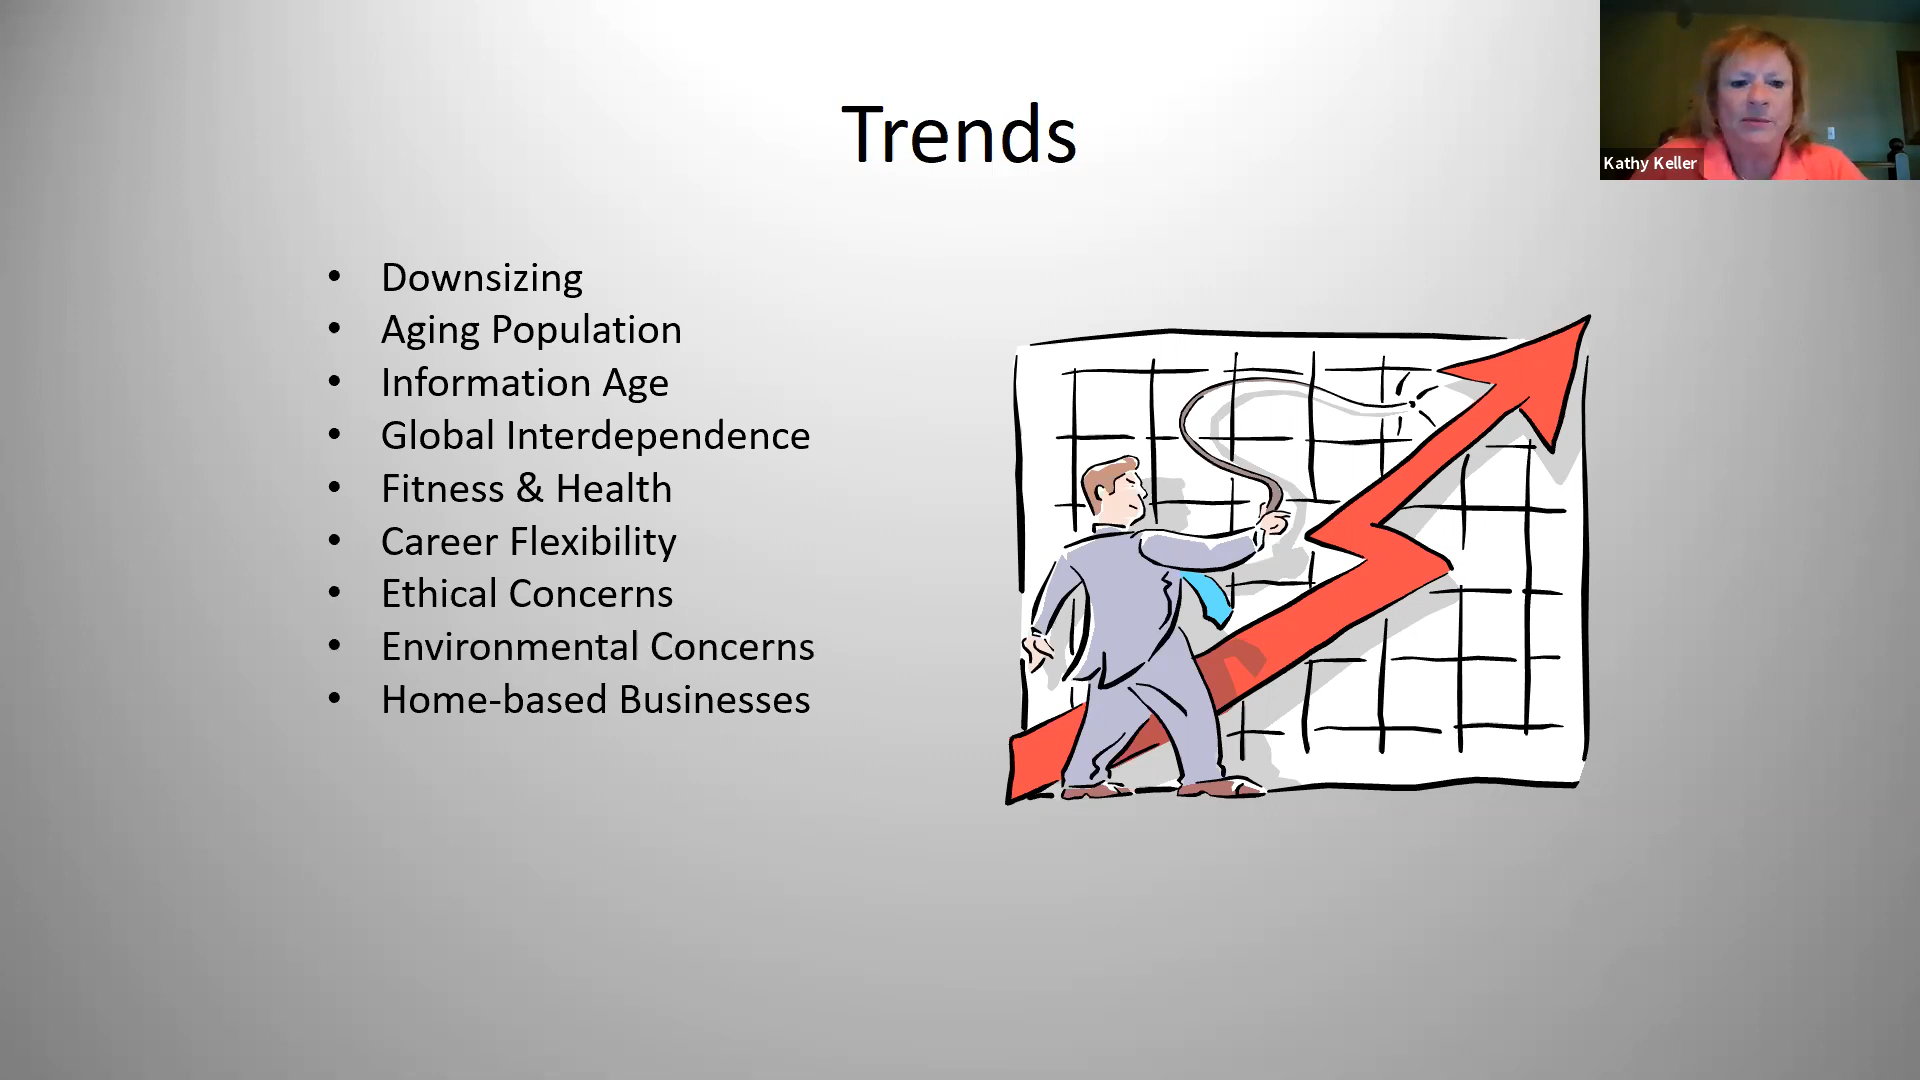 Trends
Kathy Keller
• Downsizing
• Aging Population
• Information Age
• Global Interdependence
• Fitness & Health
• Career Flexibility
• Ethical Concerns
• Environmental Concerns
• Home-based Businesses